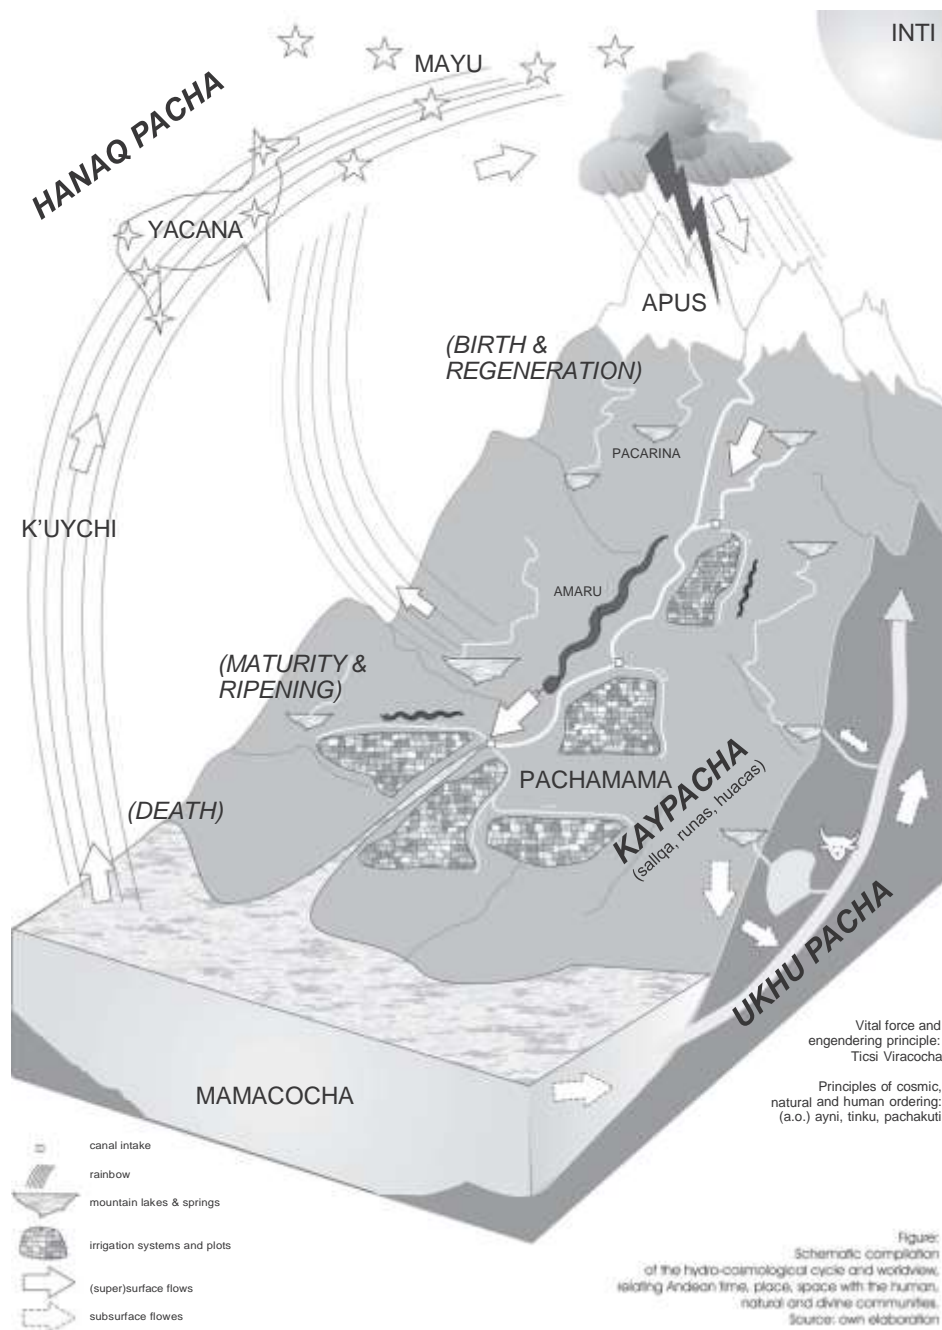 INTI
MAYU
HANAQ PACHA
YACANA
APUS
(BIRTH &
REGENERATION)
PACARINA
K'UYCHI
AMARU
(MATURITY &
RIPENING)
PACHAMAMA
KAYPACHA
(sallqa, runas, huacas)
(DEATH)
UKHU PACHA
MAMACOCHA
Vital force and
engendering principle:
Ticsi Viracocha
Principles of cosmic,
natural and human ordering:
(a.o.) ayni, tinku, pachakuti
canal intake
rainbow
mountain lakes & springs
irrigation systems and plots
(super)surface flows
subsurface flowes
Figure:
Schematic compilation
of the hydro-cosmological cycle and worldview,
relating Andean time, place, space with the human,
natural and divine communities.
Source: own elaboration